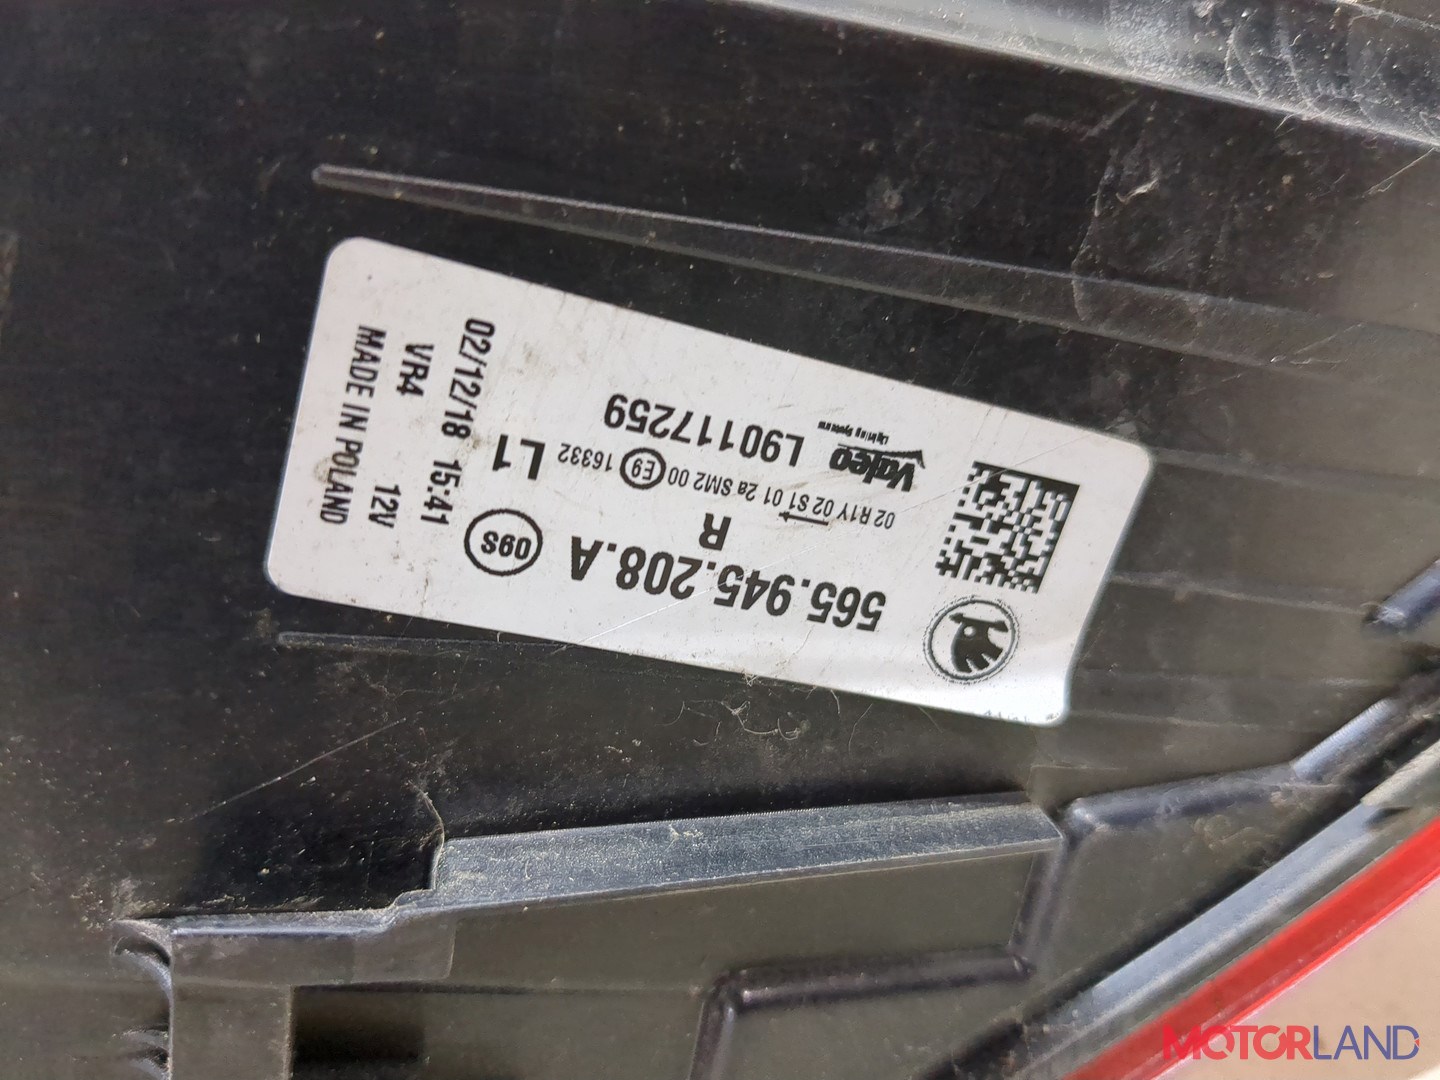 565.945.208.A
R
02 R1Y 02 S1 01 2a SM2 00 E9 16332
Valeo
Lighting Systems
L90117259
09S
L1
02/12/18 15:41
VR4 12V
MADE IN POLAND
MOTORLAND